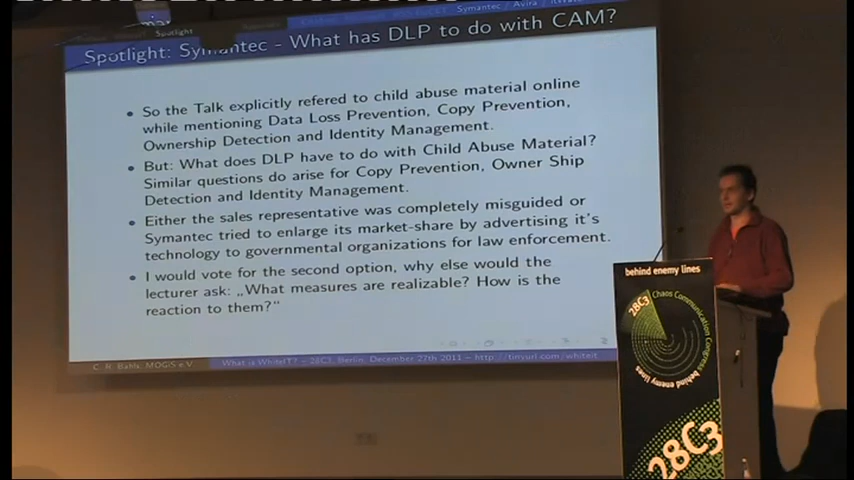 Symantec / Avira /
Spotlight
Spotlight: Symantec - What has DLP to do with CAM?
So the Talk explicitly refered to child abuse material online
while mentioning Data Loss Prevention, Copy Prevention,
Ownership Detection and Identity Management.
But: What does DLP have to do with Child Abuse Material?
Similar questions do arise for Copy Prevention, Owner Ship
Detection and Identity Management.
Either the sales representative was completely misguided or
Symantec tried to enlarge its market-share by advertising it's
technology to governmental organizations for law enforcement.
I would vote for the second option, why else would the
lecturer ask: „What measures are realizable? How is the
reaction to them?“
C. R. Bahls, MOGiS e.V.
What is WhiteIT? – 28C3, Berlin, December 27th 2011 – http://tinyurl.com/whiteit
behind enemy lines
28C3 Chaos Communication Congress
behind enemy lines
28C3